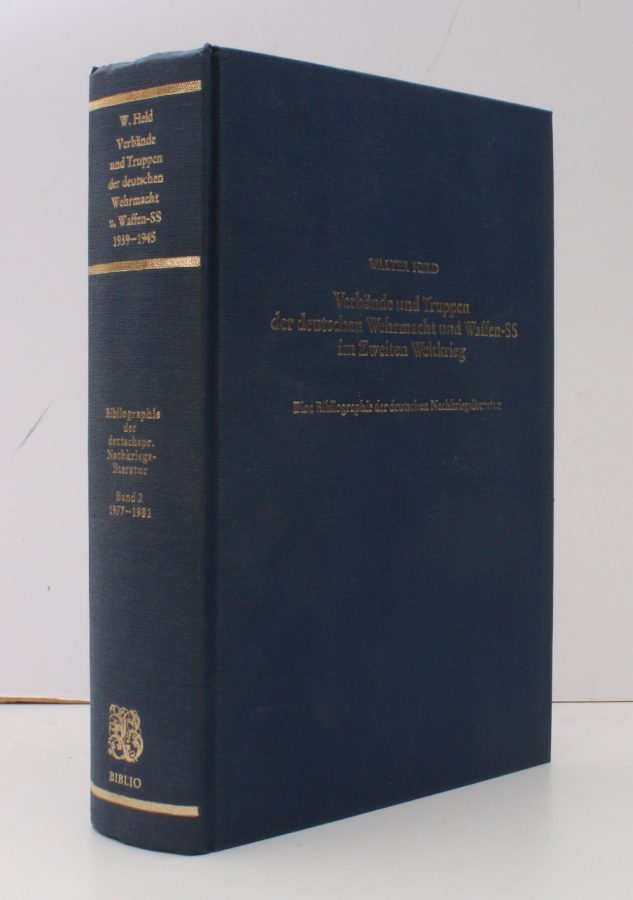 W. Held
Verbände
und Truppen
der deutschen
Wehrmacht
u. Waffen-SS
1939–1945
Bibliographie
der
deutschspr.
Nachkriegs-
literatur
Band 2
1977–1981
BIBLIO
WALTER HELD
Verbände und Truppen
der deutschen Wehrmacht und Waffen-SS
im Zweiten Weltkrieg
Eine Bibliographie der deutschen Nachkriegsliteratur